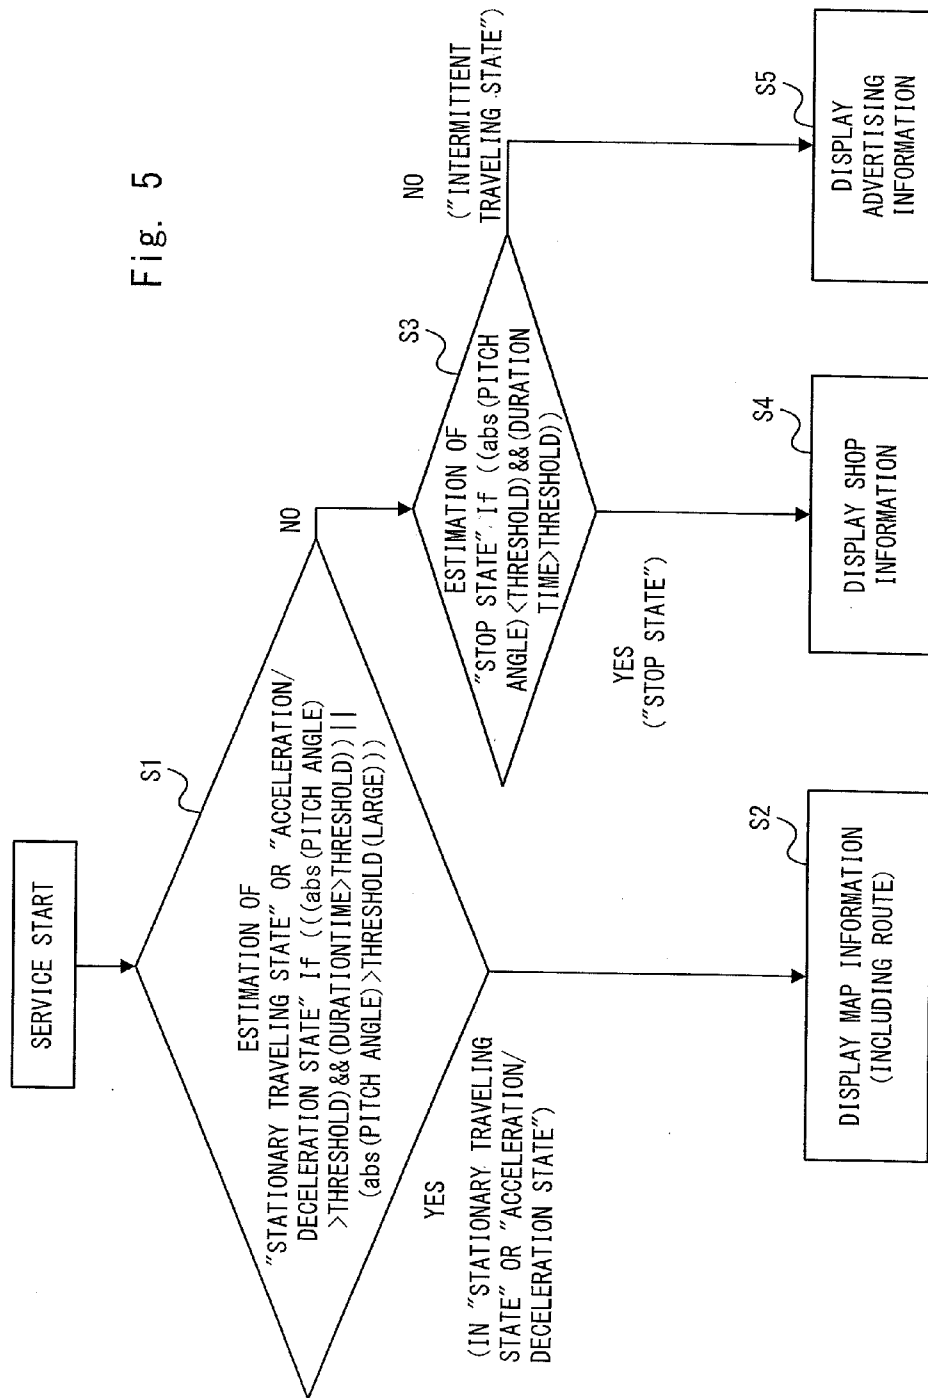 Fig. 5
SERVICE START
S1
ESTIMATION OF
"STATIONARY TRAVELING STATE" OR "ACCELERATION/
DECELERATION STATE" If (((abs(PITCH ANGLE)
>THRESHOLD)&&(DURATIONTIME>THRESHOLD))||
(abs(PITCH ANGLE)>THRESHOLD(LARGE)))
NO
YES
(IN "STATIONARY TRAVELING
STATE" OR "ACCELERATION/
DECELERATION STATE")
S2
DISPLAY MAP INFORMATION
(INCLUDING ROUTE)
S3
ESTIMATION OF
"STOP STATE" If ((abs(PITCH
ANGLE)<THRESHOLD)&&(DURATION
TIME>THRESHOLD))
NO
("INTERMITTENT
TRAVELING STATE")
YES
("STOP STATE")
S4
DISPLAY SHOP
INFORMATION
S5
DISPLAY
ADVERTISING
INFORMATION